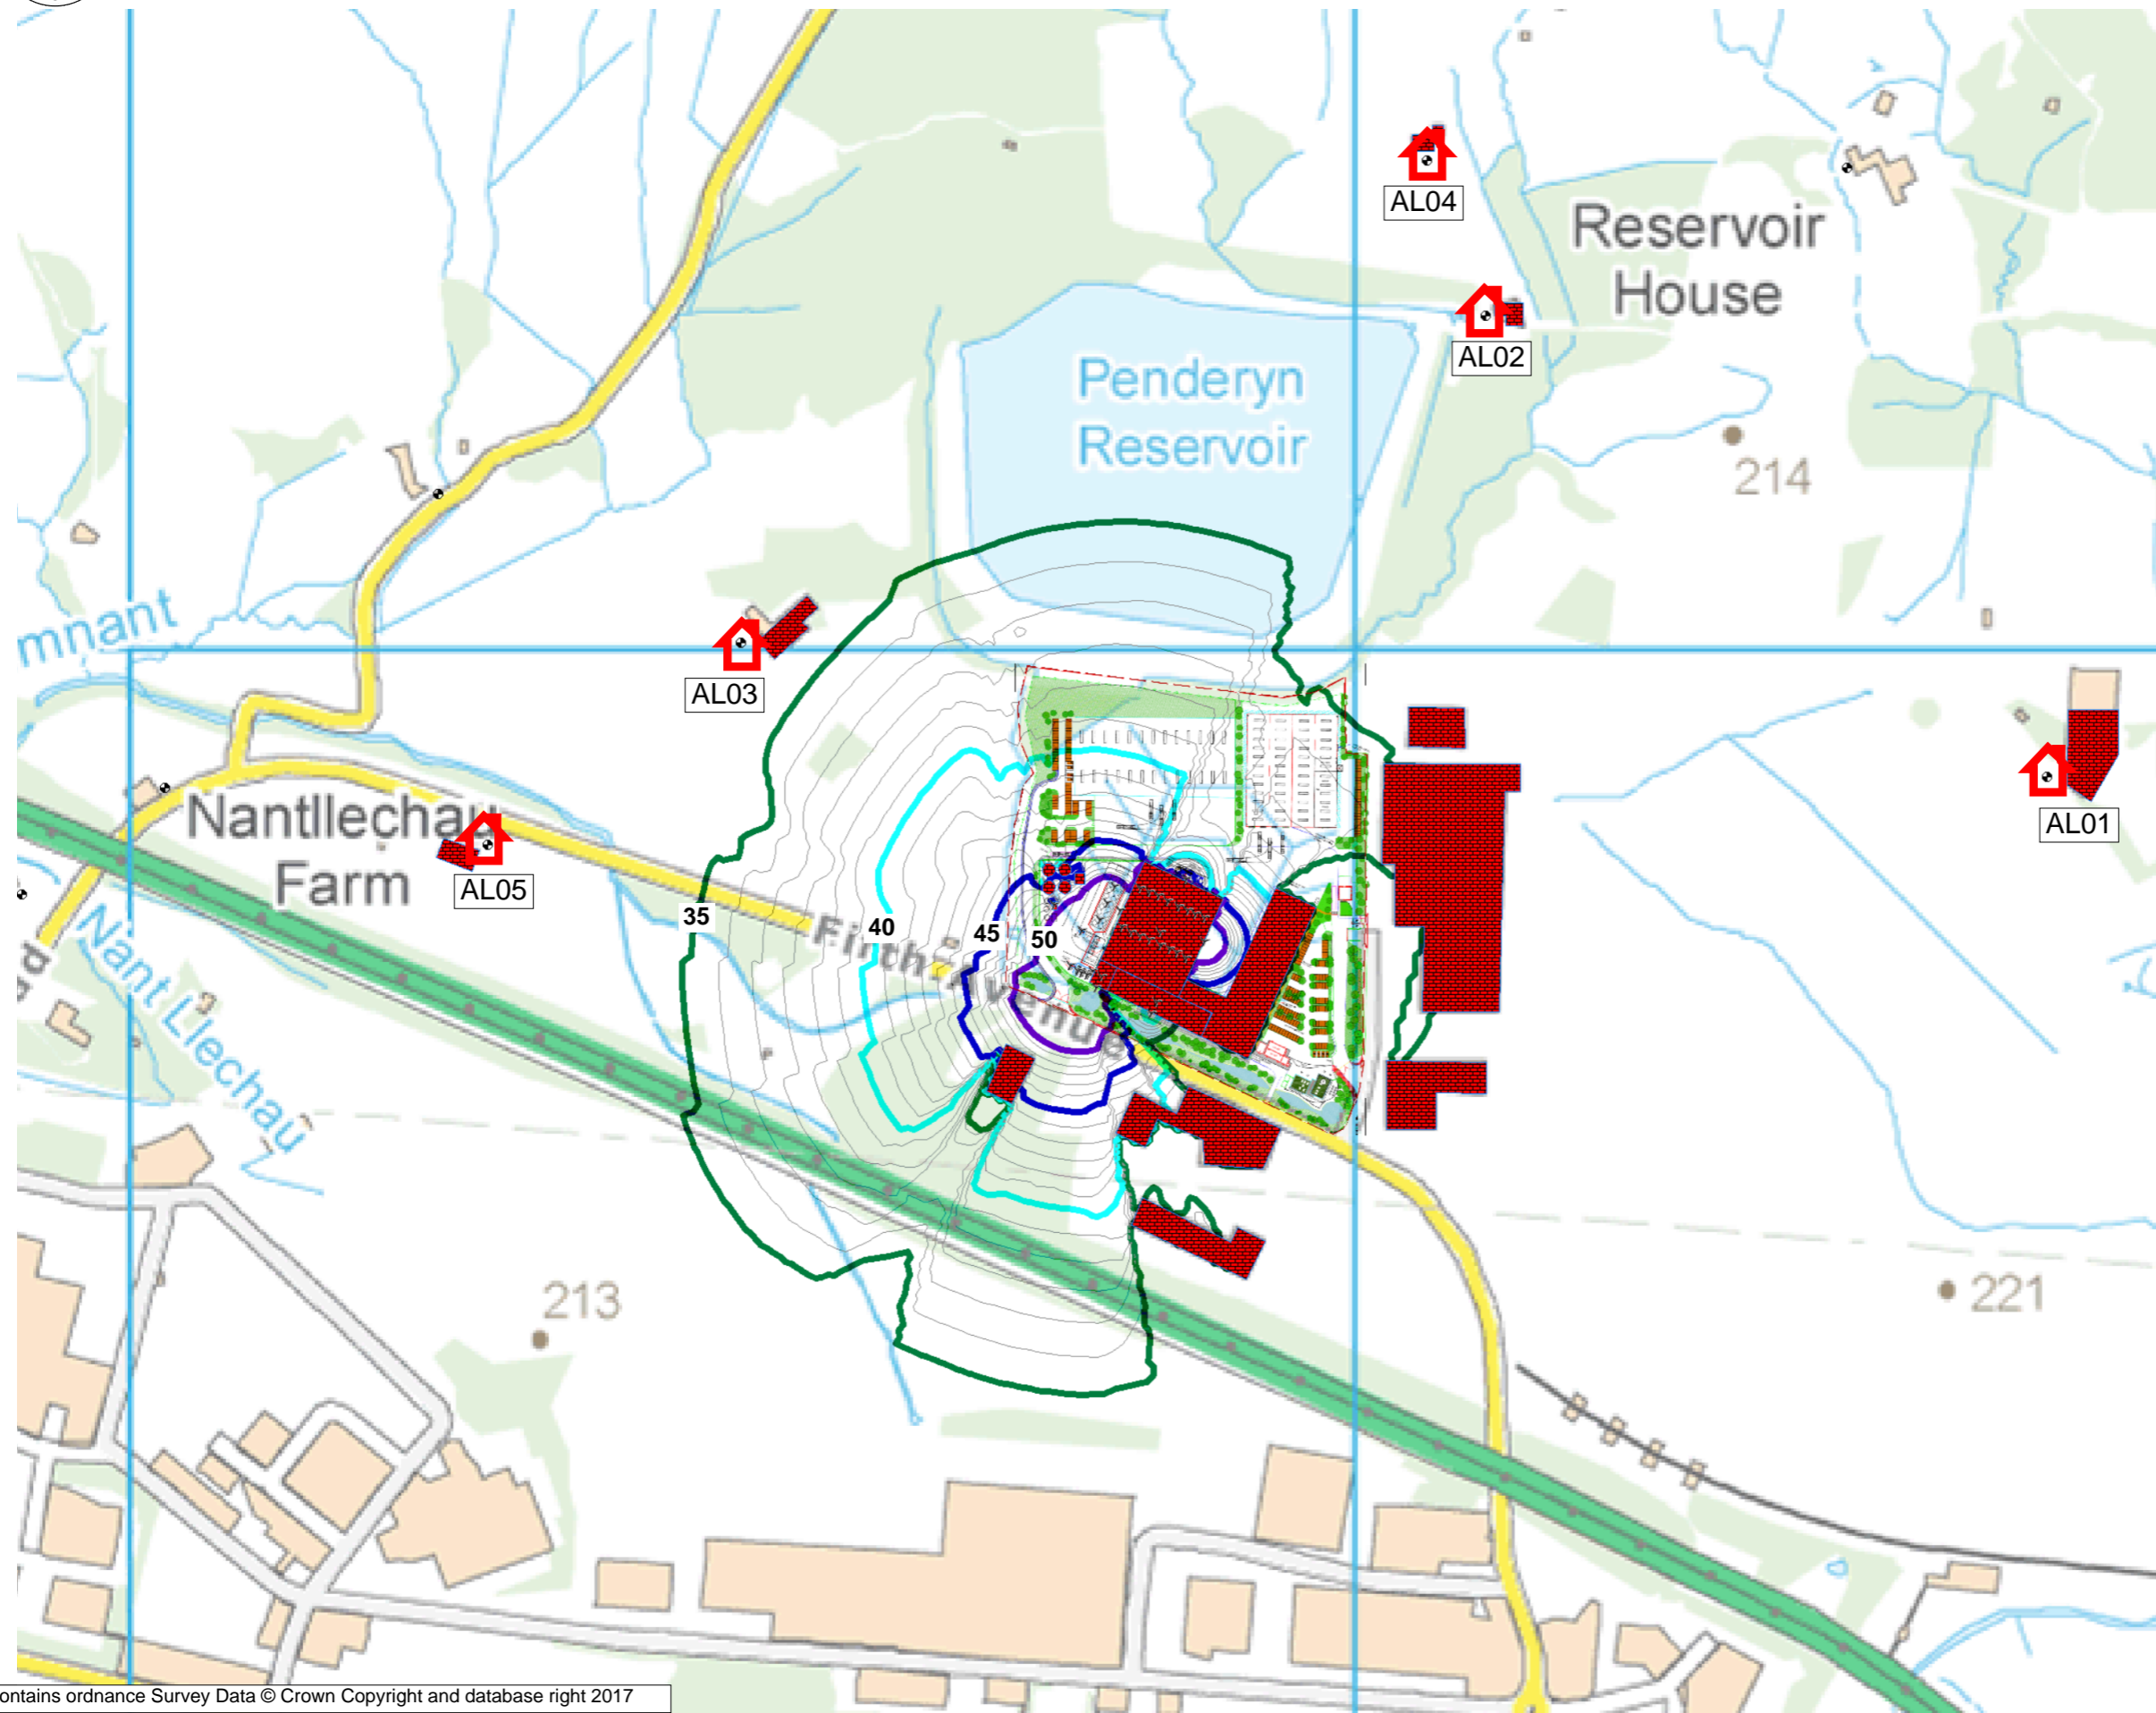 AL04
Reservoir
House
AL02
Penderyn
Reservoir
214
mnant
AL03
AL01
Nantllechau
Farm
AL05
35
40
45
50
Firth Avenue
Nant Llechau
213
221
ontains ordnance Survey Data © Crown Copyright and database right 2017